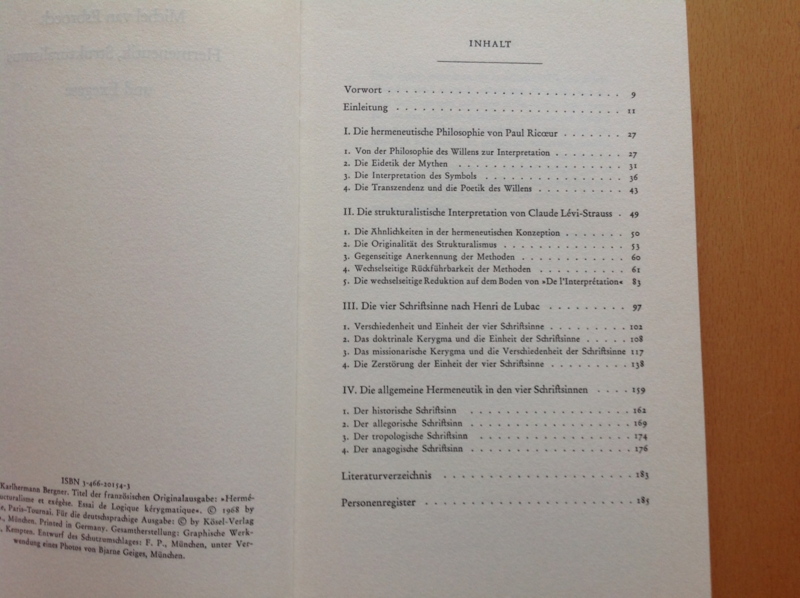 ISBN 3-466-20154-3
Karlhermann Bergner. Titel der französischen Originalausgabe: »Hermé-
cturalisme et exégèse. Essai de Logique kérygmatique«. © 1968 by
e, Paris-Tournai. Für die deutschsprachige Ausgabe: © by Kösel-Verlag
., München. Printed in Germany. Gesamtherstellung: Graphische Werk-
, Kempten. Entwurf des Schutzumschlages: F. P., München, unter Ver-
wendung eines Photos von Bjarne Geiges, München.
INHALT
Vorwort . . . . . . . . . . . . . . . . . . . . 9
Einleitung . . . . . . . . . . . . . . . . . . . . 11
I. Die hermeneutische Philosophie von Paul Ricœur . . . . . . . 27
1. Von der Philosophie des Willens zur Interpretation . . . . . . . 27
2. Die Eidetik der Mythen . . . . . . . . . . . . . . . 31
3. Die Interpretation des Symbols . . . . . . . . . . . . 36
4. Die Transzendenz und die Poetik des Willens . . . . . . . . 43
II. Die strukturalistische Interpretation von Claude Lévi-Strauss . 49
1. Die Ähnlichkeiten in der hermeneutischen Konzeption . . . . . . 50
2. Die Originalität des Strukturalismus . . . . . . . . . . . 53
3. Gegenseitige Anerkennung der Methoden . . . . . . . . . 60
4. Wechselseitige Rückführbarkeit der Methoden . . . . . . . . 61
5. Die wechselseitige Reduktion auf dem Boden von »De l'Interprétation« 83
III. Die vier Schriftsinne nach Henri de Lubac . . . . . . . . . 97
1. Verschiedenheit und Einheit der vier Schriftsinne . . . . . . . . 102
2. Das doktrinale Kerygma und die Einheit der Schriftsinne . . . . . 108
3. Das missionarische Kerygma und die Verschiedenheit der Schriftsinne 117
4. Die Zerstörung der Einheit der vier Schriftsinne . . . . . . . . 138
IV. Die allgemeine Hermeneutik in den vier Schriftsinnen . . . . 159
1. Der historische Schriftsinn . . . . . . . . . . . . . . 162
2. Der allegorische Schriftsinn . . . . . . . . . . . . . . 169
3. Der tropologische Schriftsinn . . . . . . . . . . . . . 174
4. Der anagogische Schriftsinn . . . . . . . . . . . . . . 176
Literaturverzeichnis . . . . . . . . . . . . . . . . . 183
Personenregister . . . . . . . . . . . . . . . . . . 185